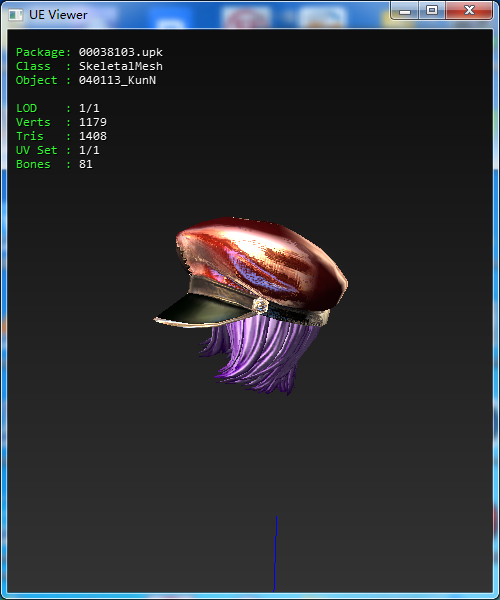 UE Viewer
Package: 00038103.upk
Class : SkeletalMesh
Object : 040113_KunN
LOD : 1/1
Verts : 1179
Tris : 1408
UV Set : 1/1
Bones : 81